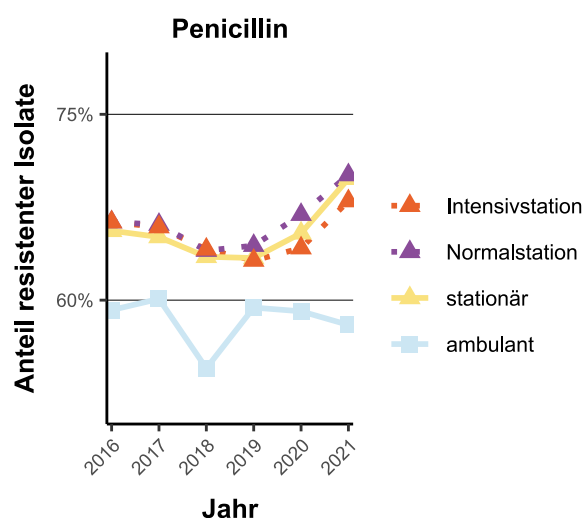 Penicillin
Anteil resistenter Isolate
75%
60%
2016
2017
2018
2019
2020
2021
Jahr
Intensivstation
Normalstation
stationär
ambulant